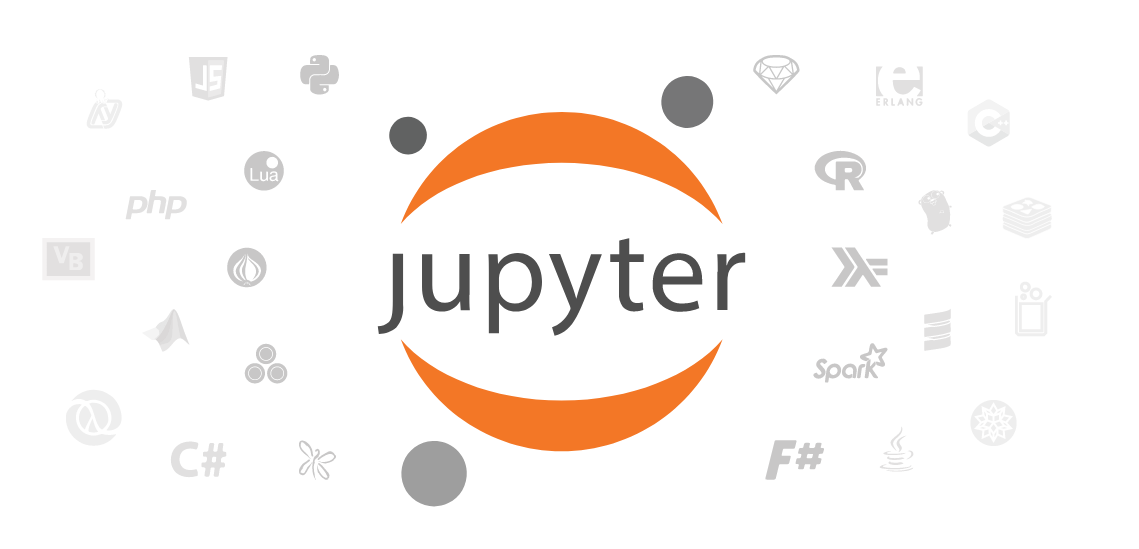 JS
ERLANG
C++
Lua
R
php
VB
jupyter
Spark
C#
F#